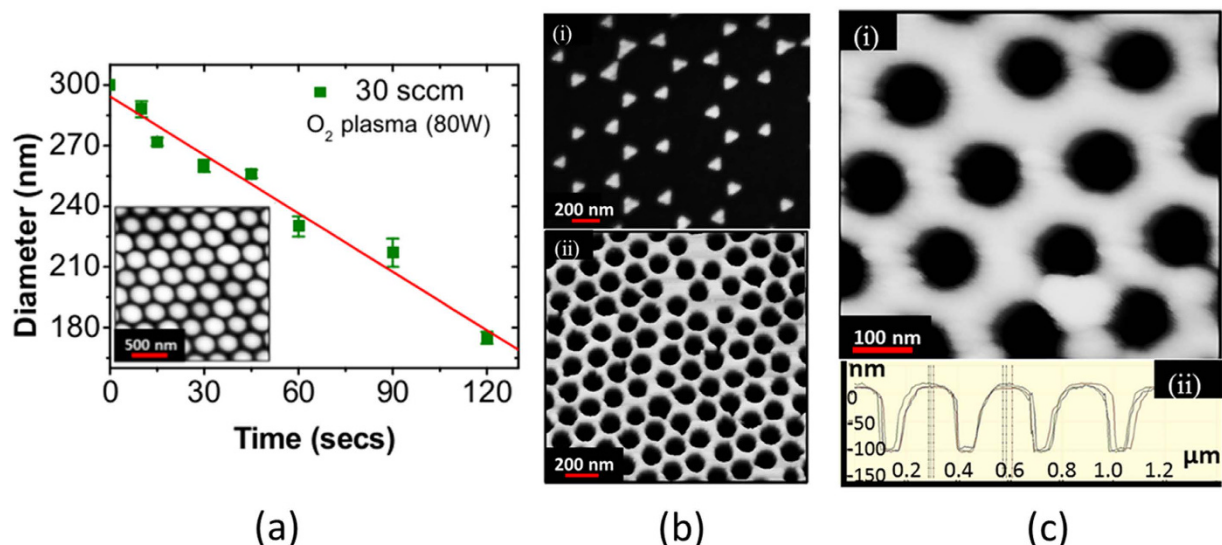 300
270
240
210
180
Diameter (nm)
30 sccm
O₂ plasma (80W)
500 nm
0 30 60 90 120
Time (secs)
(a)
(i)
200 nm
(ii)
200 nm
(b)
(i)
100 nm
nm
(ii)
0
-50
-100
-150
0.2 0.4 0.6 0.8 1.0 1.2 μm
(c)